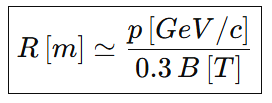 R [m] ≃ p [GeV/c] / 0.3 B [T]